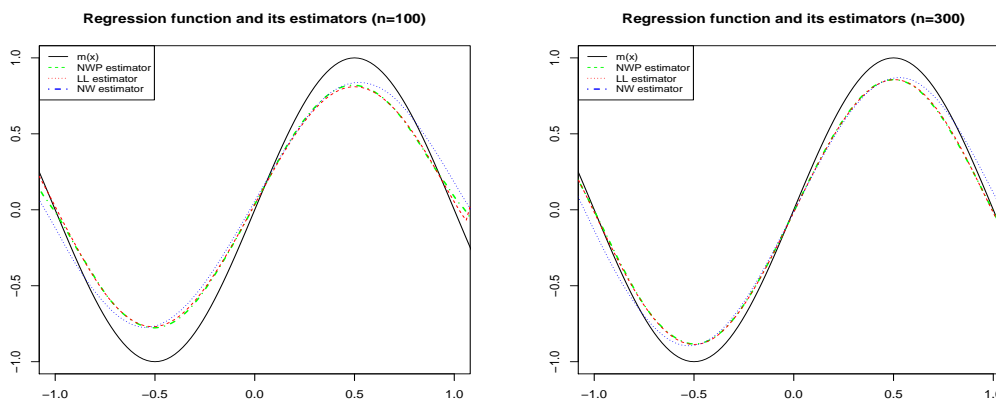 Regression function and its estimators (n=100)
m(x)
NWP estimator
LL estimator
NW estimator
1.0
0.5
0.0
−0.5
−1.0
−1.0 −0.5 0.0 0.5 1.0
Regression function and its estimators (n=300)
m(x)
NWP estimator
LL estimator
NW estimator
1.0
0.5
0.0
−0.5
−1.0
−1.0 −0.5 0.0 0.5 1.0